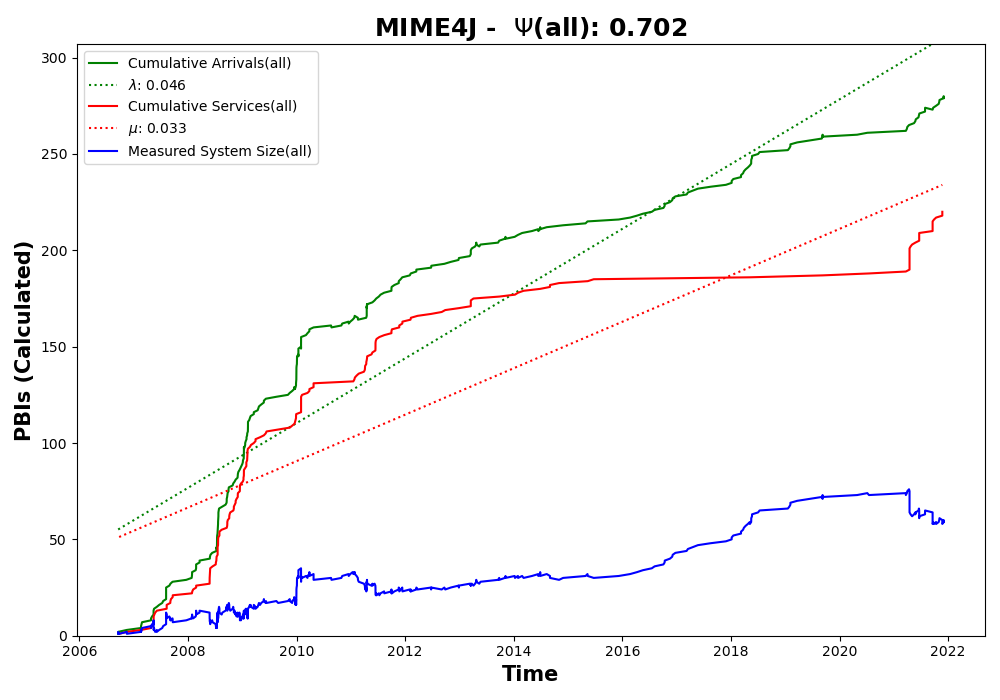 MIME4J -  Ψ(all): 0.702
Cumulative Arrivals(all)
λ: 0.046
Cumulative Services(all)
μ: 0.033
Measured System Size(all)
PBIs (Calculated)
300
250
200
150
100
50
0
2006 2008 2010 2012 2014 2016 2018 2020 2022
Time